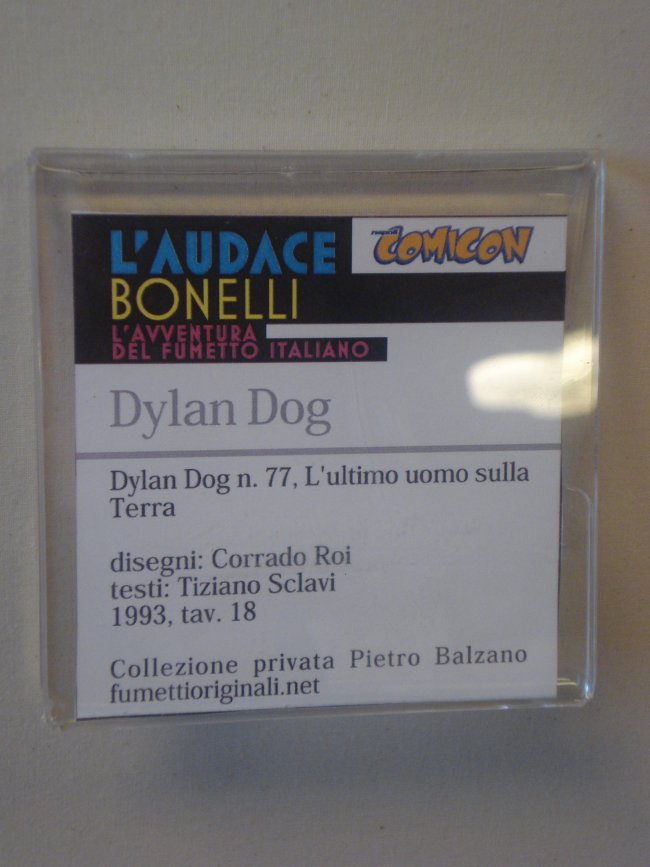 L'AUDACE
BONELLI
L'AVVENTURA
DEL FUMETTO ITALIANO
napoli
COMICON
Dylan Dog
Dylan Dog n. 77, L'ultimo uomo sulla
Terra
disegni: Corrado Roi
testi: Tiziano Sclavi
1993, tav. 18
Collezione privata Pietro Balzano
fumettioriginali.net